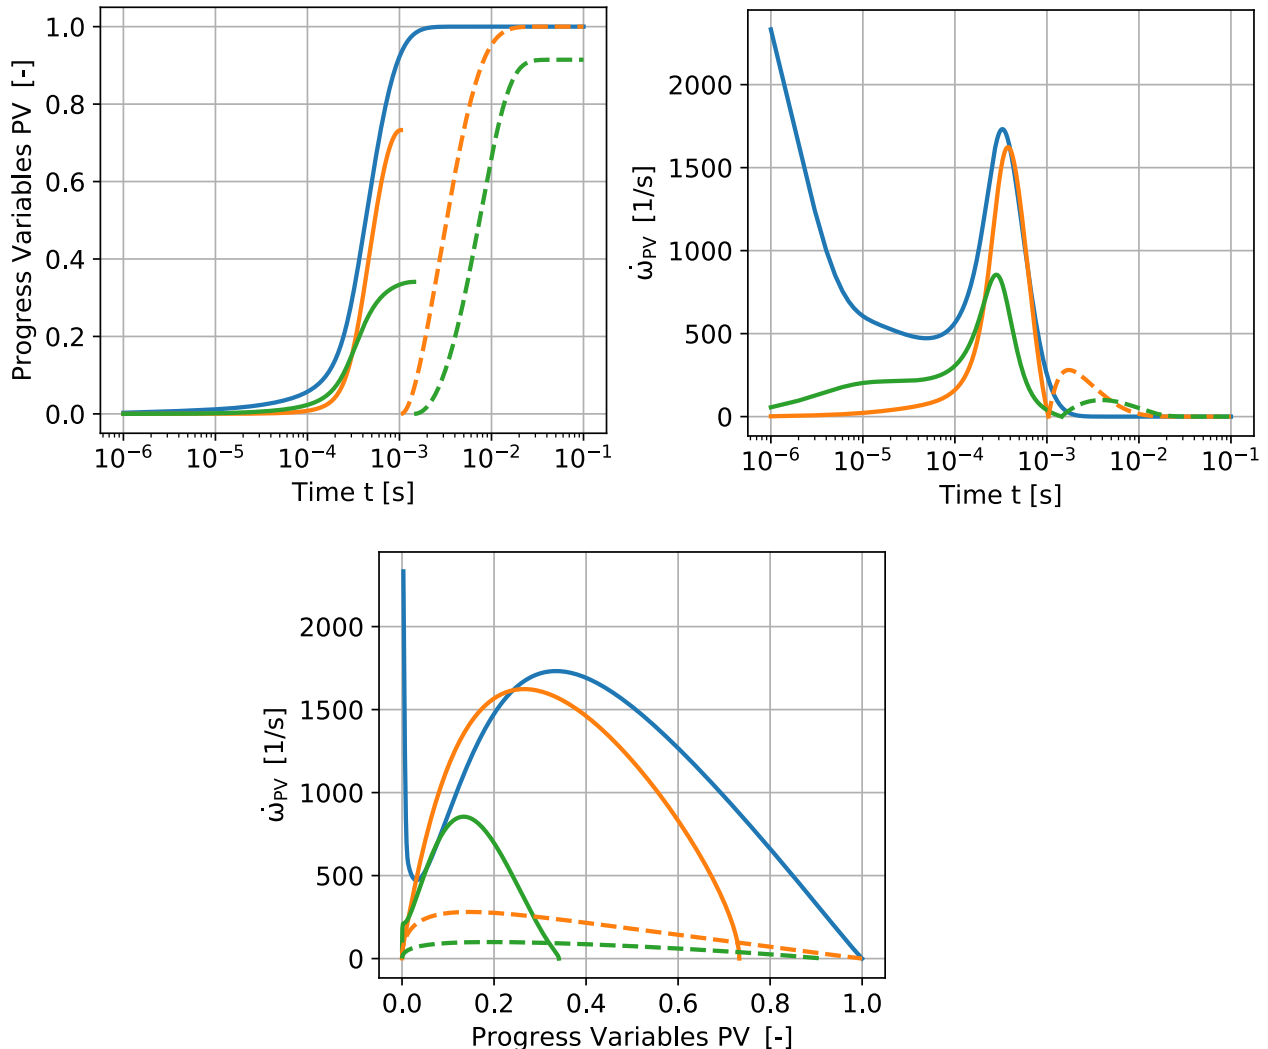 Progress Variables PV [-]
1.0
0.8
0.6
0.4
0.2
0.0
10⁻⁶ 10⁻⁵ 10⁻⁴ 10⁻³ 10⁻² 10⁻¹
Time t [s]
ω̇PV [1/s]
2000
1500
1000
500
0
10⁻⁶ 10⁻⁵ 10⁻⁴ 10⁻³ 10⁻² 10⁻¹
Time t [s]
ω̇PV [1/s]
2000
1500
1000
500
0
0.0 0.2 0.4 0.6 0.8 1.0
Progress Variables PV [-]